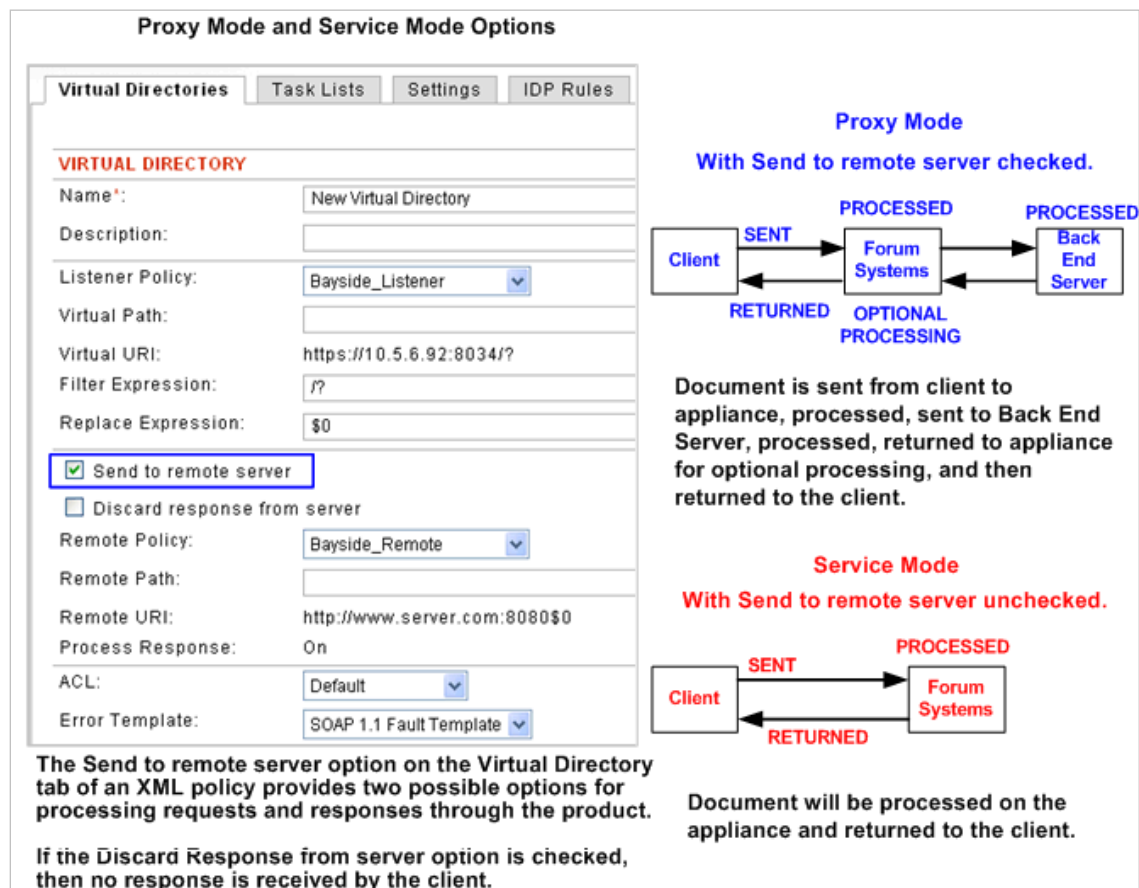 Proxy Mode and Service Mode Options
Virtual Directories Task Lists Settings IDP Rules
VIRTUAL DIRECTORY
Name*: New Virtual Directory
Description:
Listener Policy: Bayside_Listener
Virtual Path:
Virtual URI: https://10.5.6.92:8034/?
Filter Expression: /?
Replace Expression: $0
Send to remote server
Discard response from server
Remote Policy: Bayside_Remote
Remote Path:
Remote URI: http://www.server.com:8080$0
Process Response: On
ACL: Default
Error Template: SOAP 1.1 Fault Template
The Send to remote server option on the Virtual Directory
tab of an XML policy provides two possible options for
processing requests and responses through the product.
If the Discard Response from server option is checked,
then no response is received by the client.
Proxy Mode
With Send to remote server checked.
PROCESSED PROCESSED
SENT
Client
Forum
Systems
Back
End
Server
RETURNED
OPTIONAL
PROCESSING
Document is sent from client to
appliance, processed, sent to Back End
Server, processed, returned to appliance
for optional processing, and then
returned to the client.
Service Mode
With Send to remote server unchecked.
PROCESSED
SENT
Client
Forum
Systems
RETURNED
Document will be processed on the
appliance and returned to the client.